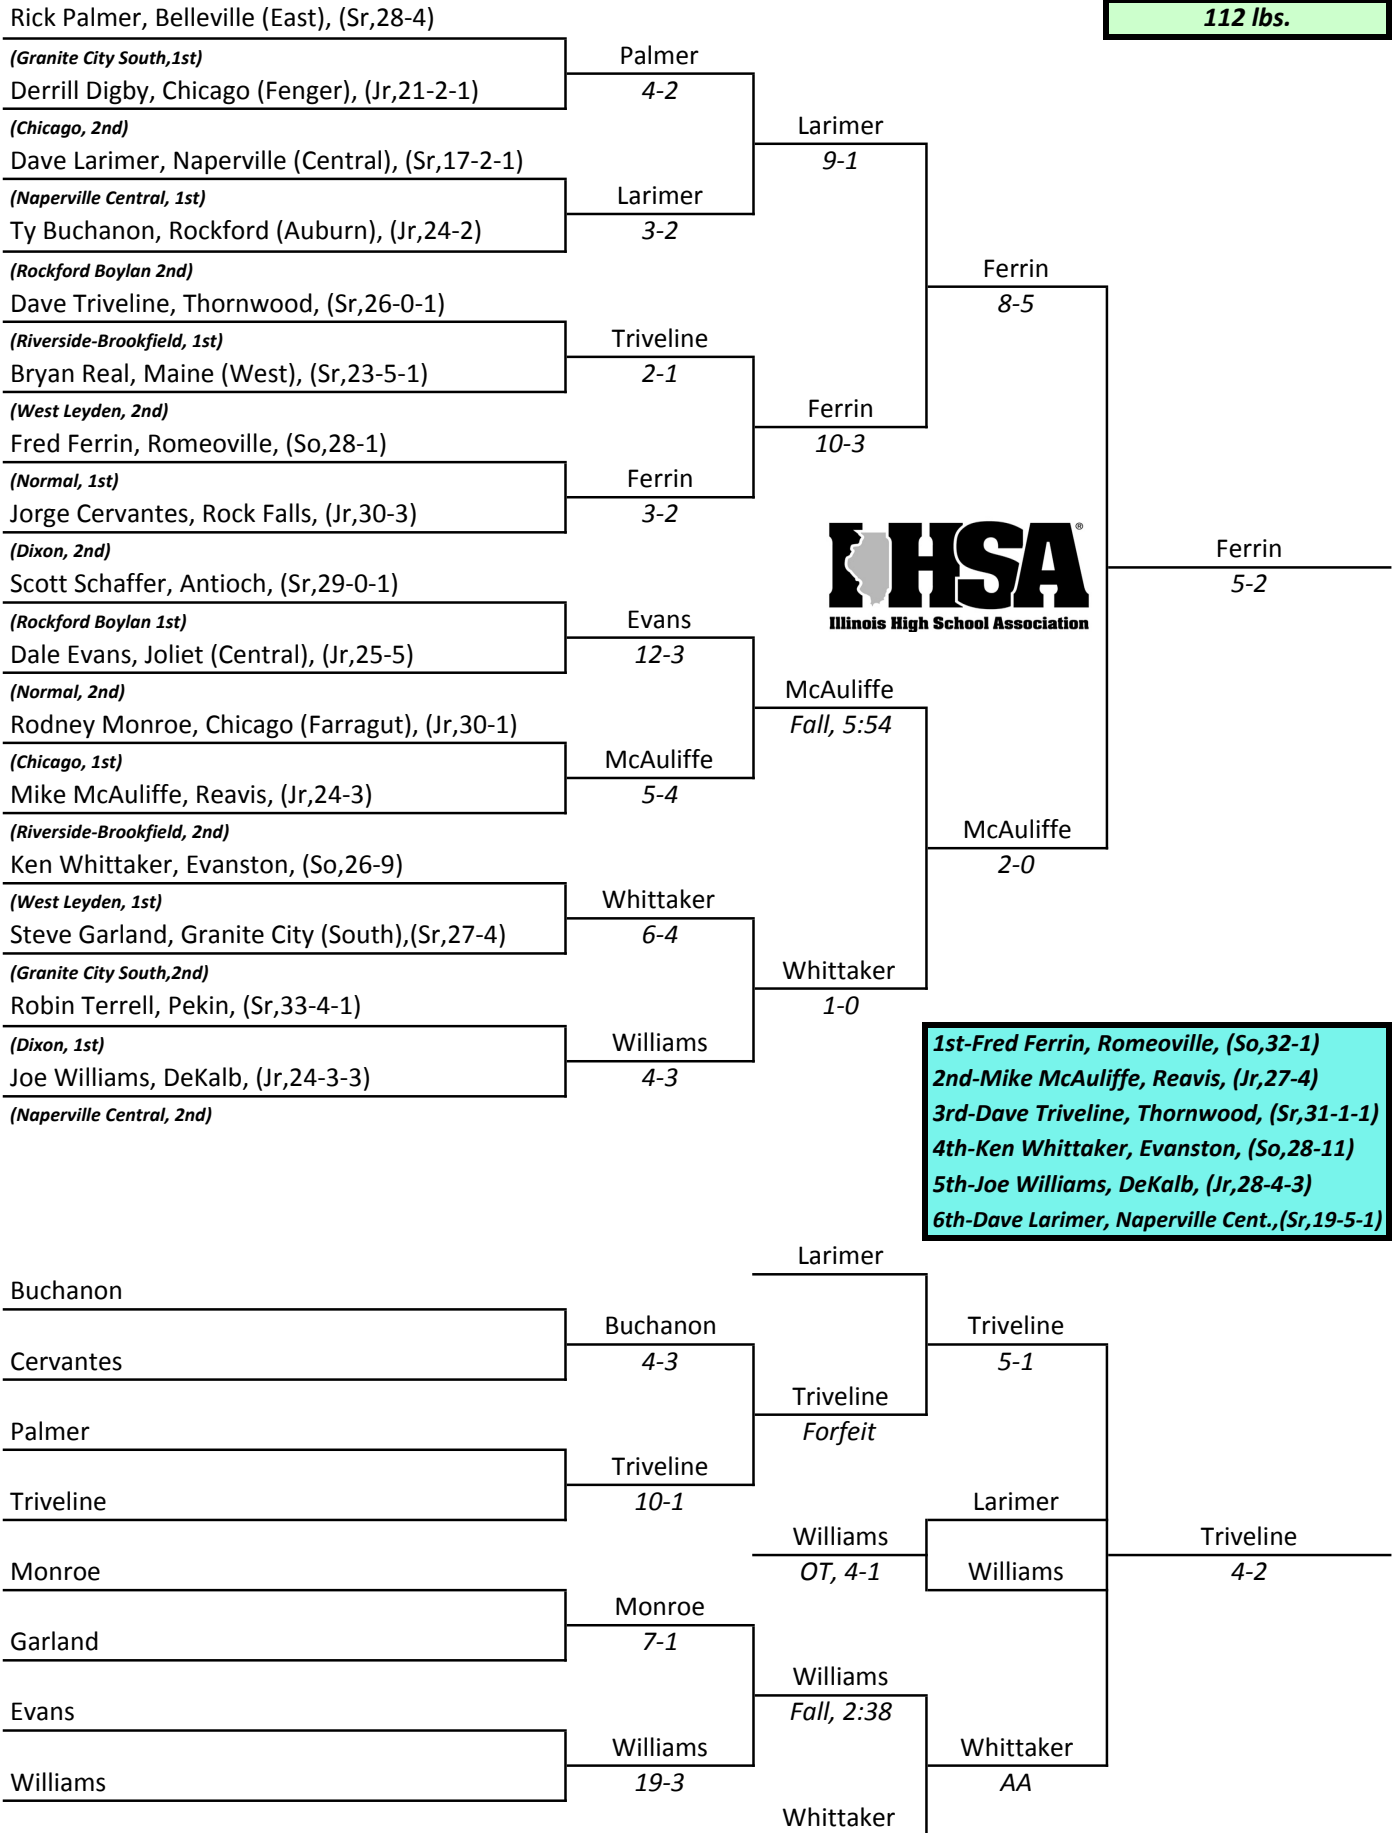 Rick Palmer, Belleville (East), (Sr,28-4)
112 lbs.
(Granite City South,1st)
Palmer
Derrill Digby, Chicago (Fenger), (Jr,21-2-1)
4-2
(Chicago, 2nd)
Larimer
Dave Larimer, Naperville (Central), (Sr,17-2-1)
9-1
(Naperville Central, 1st)
Larimer
Ty Buchanon, Rockford (Auburn), (Jr,24-2)
3-2
(Rockford Boylan 2nd)
Ferrin
Dave Triveline, Thornwood, (Sr,26-0-1)
8-5
(Riverside-Brookfield, 1st)
Triveline
Bryan Real, Maine (West), (Sr,23-5-1)
2-1
(West Leyden, 2nd)
Ferrin
Fred Ferrin, Romeoville, (So,28-1)
10-3
(Normal, 1st)
Ferrin
Jorge Cervantes, Rock Falls, (Jr,30-3)
3-2
IHSA®
Illinois High School Association
(Dixon, 2nd)
Ferrin
Scott Schaffer, Antioch, (Sr,29-0-1)
5-2
(Rockford Boylan 1st)
Evans
Dale Evans, Joliet (Central), (Jr,25-5)
12-3
(Normal, 2nd)
McAuliffe
Rodney Monroe, Chicago (Farragut), (Jr,30-1)
Fall, 5:54
(Chicago, 1st)
McAuliffe
Mike McAuliffe, Reavis, (Jr,24-3)
5-4
(Riverside-Brookfield, 2nd)
McAuliffe
Ken Whittaker, Evanston, (So,26-9)
2-0
(West Leyden, 1st)
Whittaker
Steve Garland, Granite City (South),(Sr,27-4)
6-4
(Granite City South,2nd)
Whittaker
Robin Terrell, Pekin, (Sr,33-4-1)
1-0
(Dixon, 1st)
Williams
Joe Williams, DeKalb, (Jr,24-3-3)
4-3
(Naperville Central, 2nd)
1st-Fred Ferrin, Romeoville, (So,32-1)
2nd-Mike McAuliffe, Reavis, (Jr,27-4)
3rd-Dave Triveline, Thornwood, (Sr,31-1-1)
4th-Ken Whittaker, Evanston, (So,28-11)
5th-Joe Williams, DeKalb, (Jr,28-4-3)
6th-Dave Larimer, Naperville Cent.,(Sr,19-5-1)
Larimer
Buchanon
Buchanon
Triveline
Cervantes
4-3
5-1
Triveline
Palmer
Forfeit
Triveline
Triveline
10-1
Larimer
Williams
Triveline
Monroe
OT, 4-1
Williams
4-2
Monroe
Garland
7-1
Williams
Evans
Fall, 2:38
Williams
Whittaker
Williams
19-3
AA
Whittaker